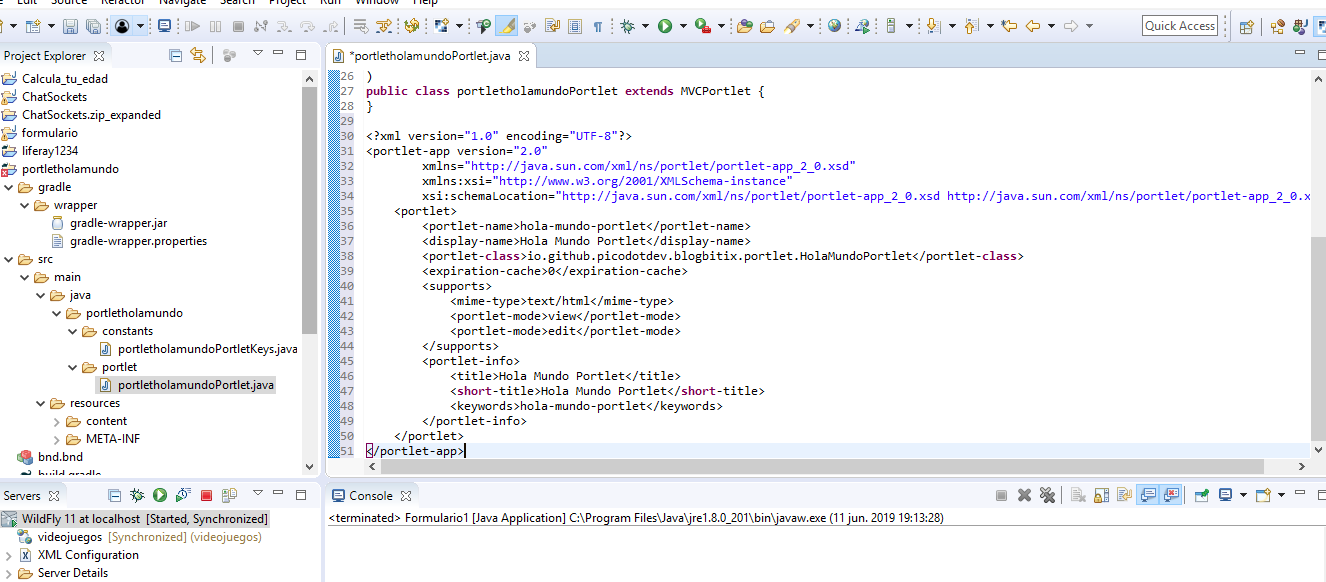 Edit Source Refactor Navigate Search Project Run Window Help
Quick Access
Project Explorer
Calcula_tu_edad
ChatSockets
ChatSockets.zip_expanded
formulario
liferay1234
portletholamundo
gradle
wrapper
gradle-wrapper.jar
gradle-wrapper.properties
src
main
java
portletholamundo
constants
portletholamundoPortletKeys.java
portlet
portletholamundoPortlet.java
resources
content
META-INF
bnd.bnd
build.gradle
*portletholamundoPortlet.java
26 )
27 public class portletholamundoPortlet extends MVCPortlet {
28 }
29
30 <?xml version="1.0" encoding="UTF-8"?>
31 <portlet-app version="2.0"
32 xmlns="http://java.sun.com/xml/ns/portlet/portlet-app_2_0.xsd"
33 xmlns:xsi="http://www.w3.org/2001/XMLSchema-instance"
34 xsi:schemaLocation="http://java.sun.com/xml/ns/portlet/portlet-app_2_0.xsd http://java.sun.com/xml/ns/portlet/portlet-app_2_0.x
35 <portlet>
36 <portlet-name>hola-mundo-portlet</portlet-name>
37 <display-name>Hola Mundo Portlet</display-name>
38 <portlet-class>io.github.picodotdev.blogbitix.portlet.HolaMundoPortlet</portlet-class>
39 <expiration-cache>0</expiration-cache>
40 <supports>
41 <mime-type>text/html</mime-type>
42 <portlet-mode>view</portlet-mode>
43 <portlet-mode>edit</portlet-mode>
44 </supports>
45 <portlet-info>
46 <title>Hola Mundo Portlet</title>
47 <short-title>Hola Mundo Portlet</short-title>
48 <keywords>hola-mundo-portlet</keywords>
49 </portlet-info>
50 </portlet>
51 </portlet-app>
Servers
WildFly 11 at localhost [Started, Synchronized]
videojuegos [Synchronized] (videojuegos)
XML Configuration
Server Details
Console
<terminated> Formulario1 [Java Application] C:\Program Files\Java\jre1.8.0_201\bin\javaw.exe (11 jun. 2019 19:13:28)